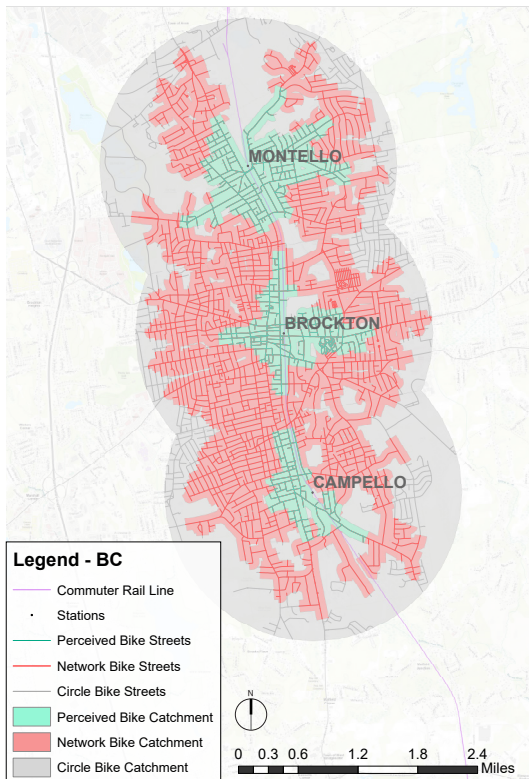 MONTELLO
BROCKTON
CAMPELLO
Legend - BC
Commuter Rail Line
Stations
Perceived Bike Streets
Network Bike Streets
Circle Bike Streets
Perceived Bike Catchment
Network Bike Catchment
Circle Bike Catchment
N
0 0.3 0.6 1.2 1.8 2.4
Miles